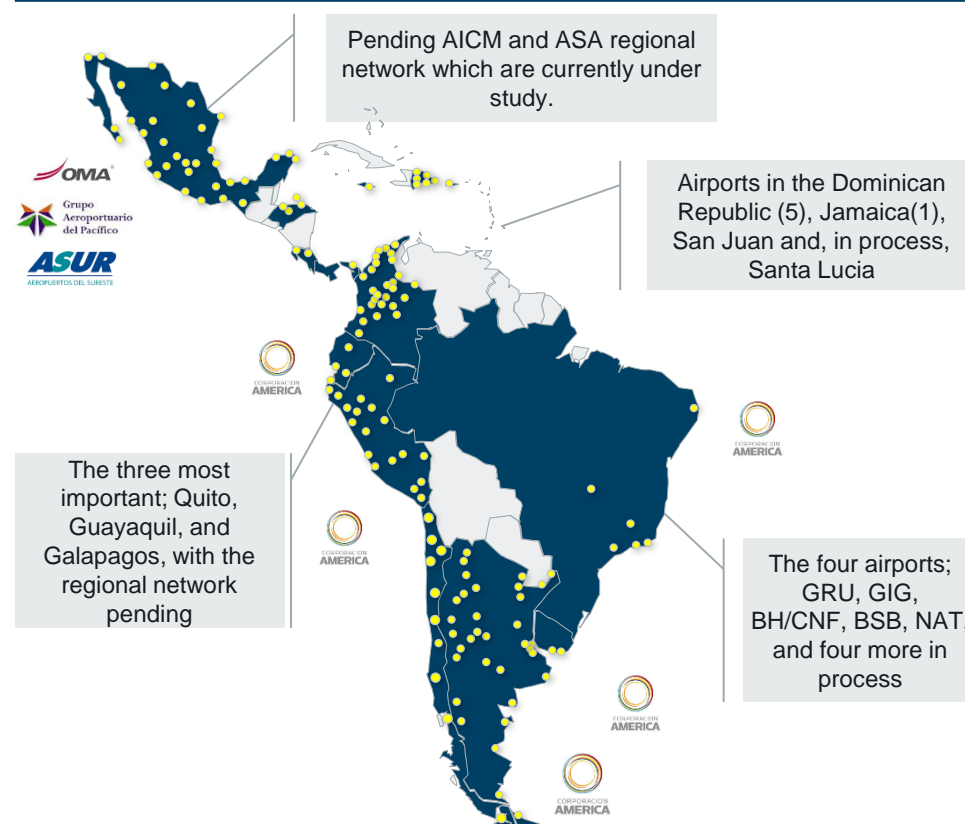 Pending AICM and ASA regional
network which are currently under
study.
OMA
Grupo
Aeroportuario
del Pacífico
ASUR
AEROPUERTOS DEL SURESTE
Airports in the Dominican
Republic (5), Jamaica(1),
San Juan and, in process,
Santa Lucia
CORPORACION
AMERICA
CORPORACION
AMERICA
The three most
important; Quito,
Guayaquil, and
Galapagos, with the
regional network
pending
CORPORACION
AMERICA
The four airports;
GRU, GIG,
BH/CNF, BSB, NAT.
and four more in
process
CORPORACION
AMERICA
CORPORACION
AMERICA